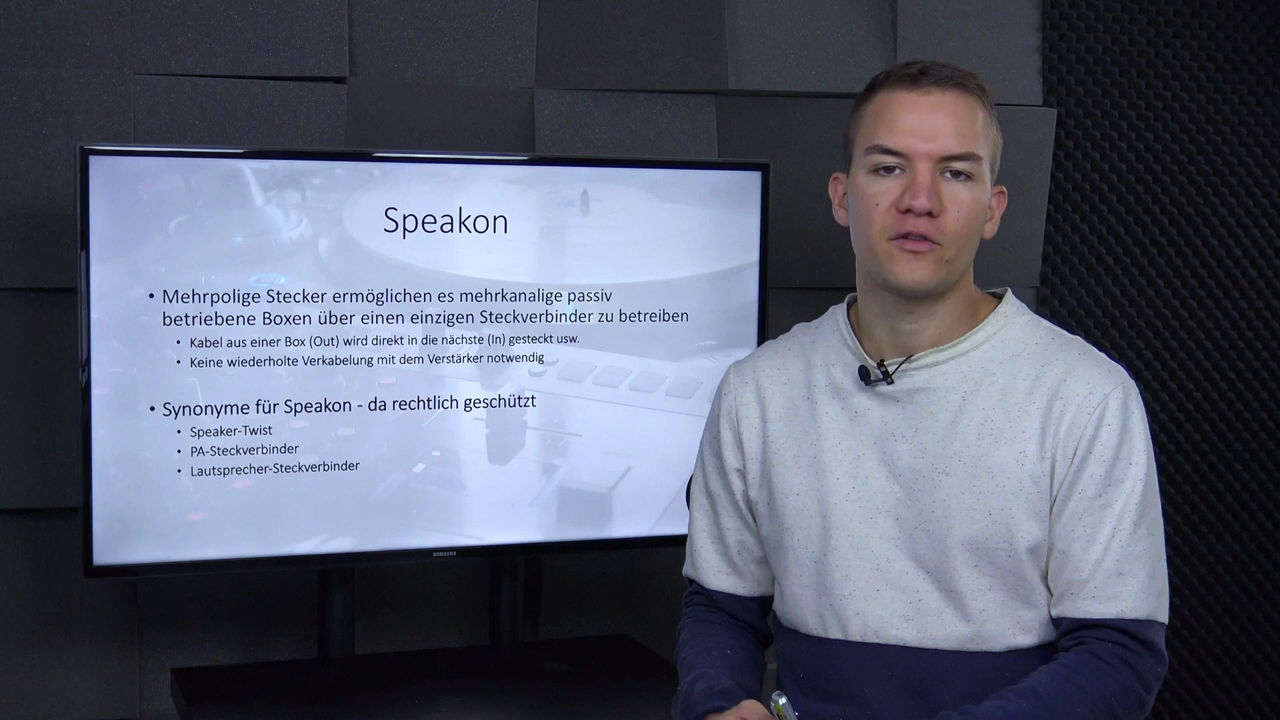 Speakon
• Mehrpolige Stecker ermöglichen es mehrkanalige passiv
betriebene Boxen über einen einzigen Steckverbinder zu betreiben
• Kabel aus einer Box (Out) wird direkt in die nächste (In) gesteckt usw.
• Keine wiederholte Verkabelung mit dem Verstärker notwendig
• Synonyme für Speakon - da rechtlich geschützt
• Speaker-Twist
• PA-Steckverbinder
• Lautsprecher-Steckverbinder
SAMSUNG